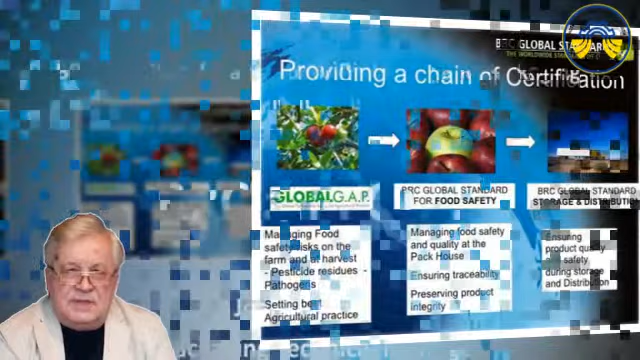 BRC GLOBAL STANDARDS
Providing a chain of Certification
GLOBALG.A.P.
BRC GLOBAL STANDARD
FOR FOOD SAFETY
BRC GLOBAL STANDARD
STORAGE & DISTRIBUTION
Managing Food
safety risks on the
farm and at harvest
- Pesticide residues -
Pathogens
Setting best
Agricultural practice
Managing food safety
and quality at the
Pack House
Ensuring traceability
Preserving product
integrity
Ensuring
product quality
and safety
during storage
and Distribution